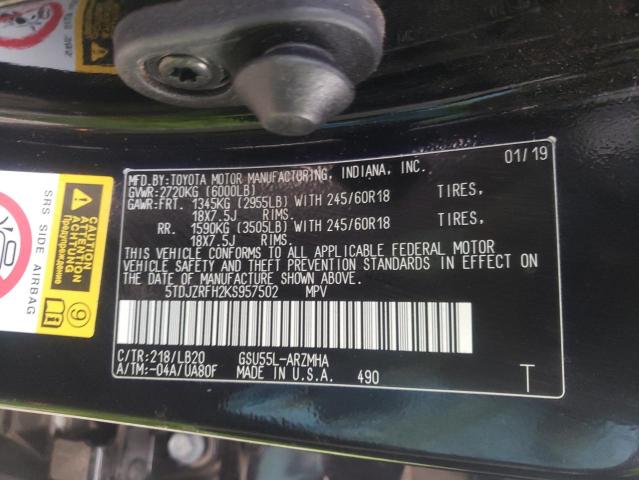 MFD.BY:TOYOTA MOTOR MANUFACTURING, INDIANA, INC. 01/19
GVWR:2720KG (6000LB)
GAWR:FRT. 1345KG (2955LB) WITH 245/60R18 TIRES,
18X7.5J RIMS.
RR. 1590KG (3505LB) WITH 245/60R18 TIRES,
18X7.5J RIMS.
THIS VEHICLE CONFORMS TO ALL APPLICABLE FEDERAL MOTOR
VEHICLE SAFETY AND THEFT PREVENTION STANDARDS IN EFFECT ON
THE DATE OF MANUFACTURE SHOWN ABOVE.
5TDJZRFH2KS957502 MPV
C/TR:218/LB20 GSU55L-ARZMHA
A/TM:-04A/UA80F MADE IN U.S.A. 490
T
SRS SIDE AIRBAG
Предупреждение
ACHTUNG
ATTENTION
9